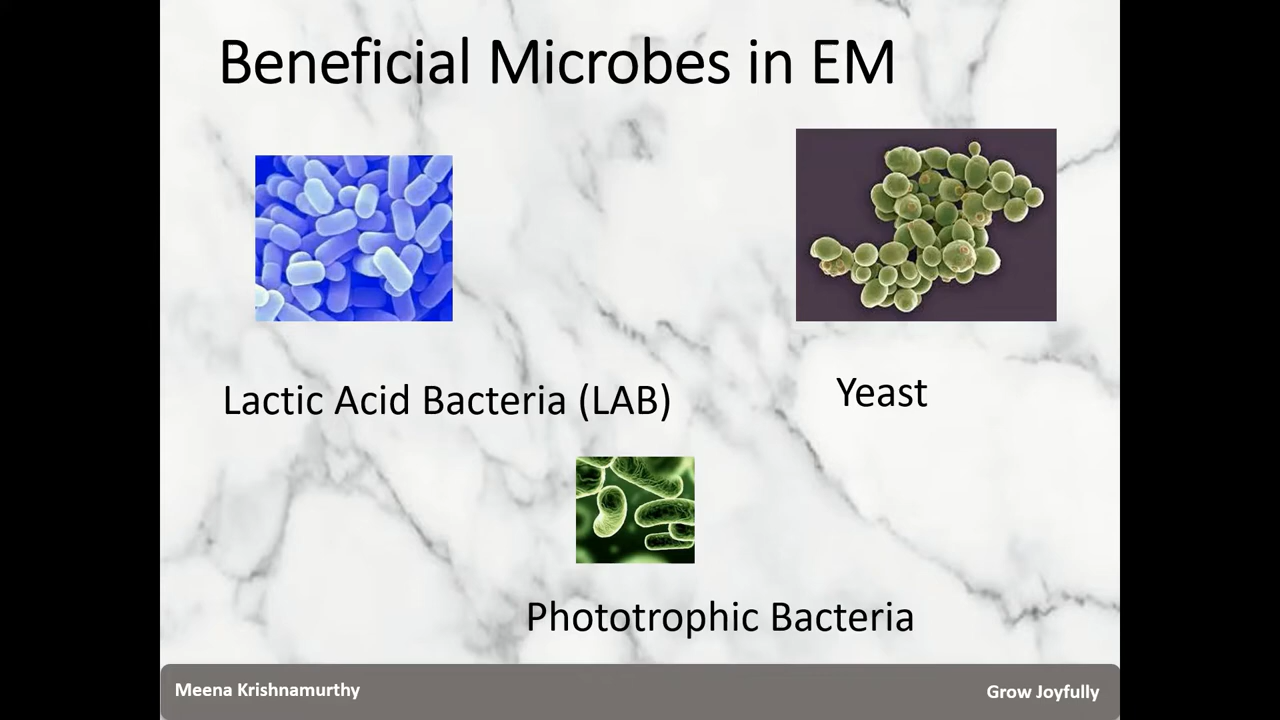 Beneficial Microbes in EM
Lactic Acid Bacteria (LAB)
Yeast
Phototrophic Bacteria
Meena Krishnamurthy
Grow Joyfully